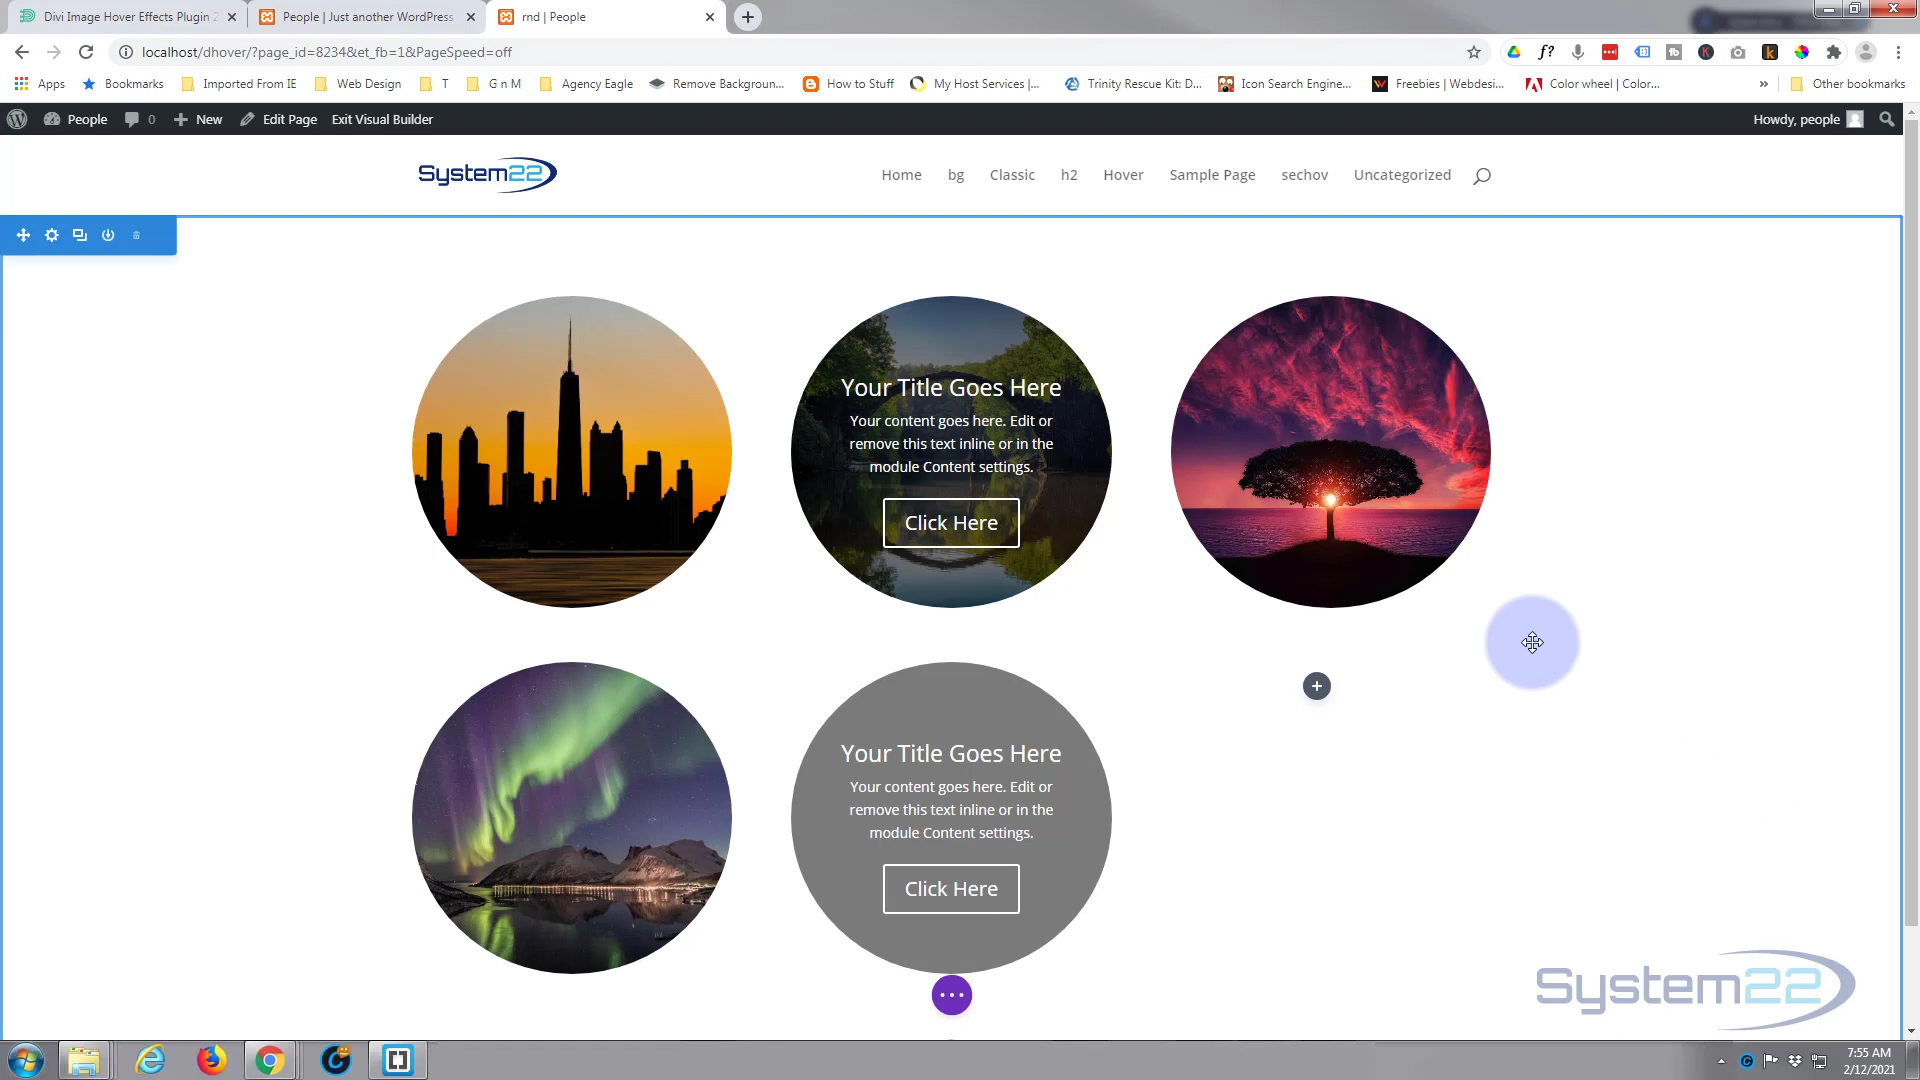 Divi Image Hover Effects Plugin 2
People | Just another WordPress
rnd | People
localhost/dhover/?page_id=8234&et_fb=1&PageSpeed=off
Apps
Bookmarks
Imported From IE
Web Design
T
G n M
Agency Eagle
Remove Backgroun...
How to Stuff
My Host Services |...
Trinity Rescue Kit: D...
Icon Search Engine...
Freebies | Webdesi...
Color wheel | Color...
»
Other bookmarks
People
0
New
Edit Page
Exit Visual Builder
Howdy, people
System22
Home
bg
Classic
h2
Hover
Sample Page
sechov
Uncategorized
Your Title Goes Here
Your content goes here. Edit or
remove this text inline or in the
module Content settings.
Click Here
Your Title Goes Here
Your content goes here. Edit or
remove this text inline or in the
module Content settings.
Click Here
System22
7:55 AM
2/12/2021